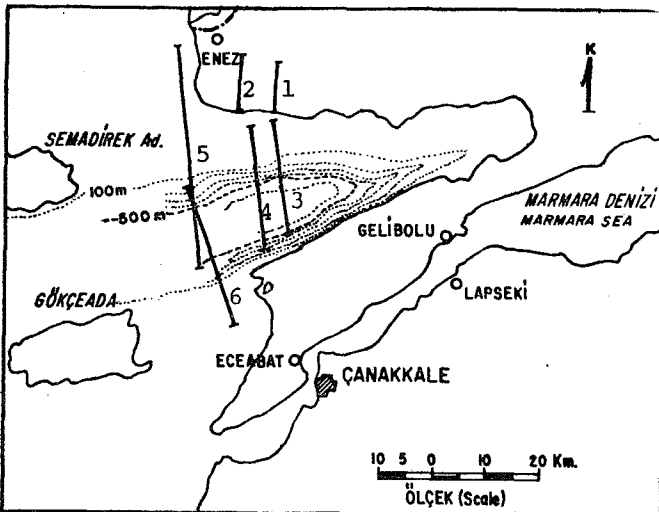 ENEZ
K
2
1
SEMADİREK Ad.
5
100m
500m
MARMARA DENİZİ
MARMARA SEA
3
4
GELİBOLU
GÖKÇEADA
6
LAPSEKİ
ECEABAT
ÇANAKKALE
10 5 0 10 20 Km.
ÖLÇEK (Scale)